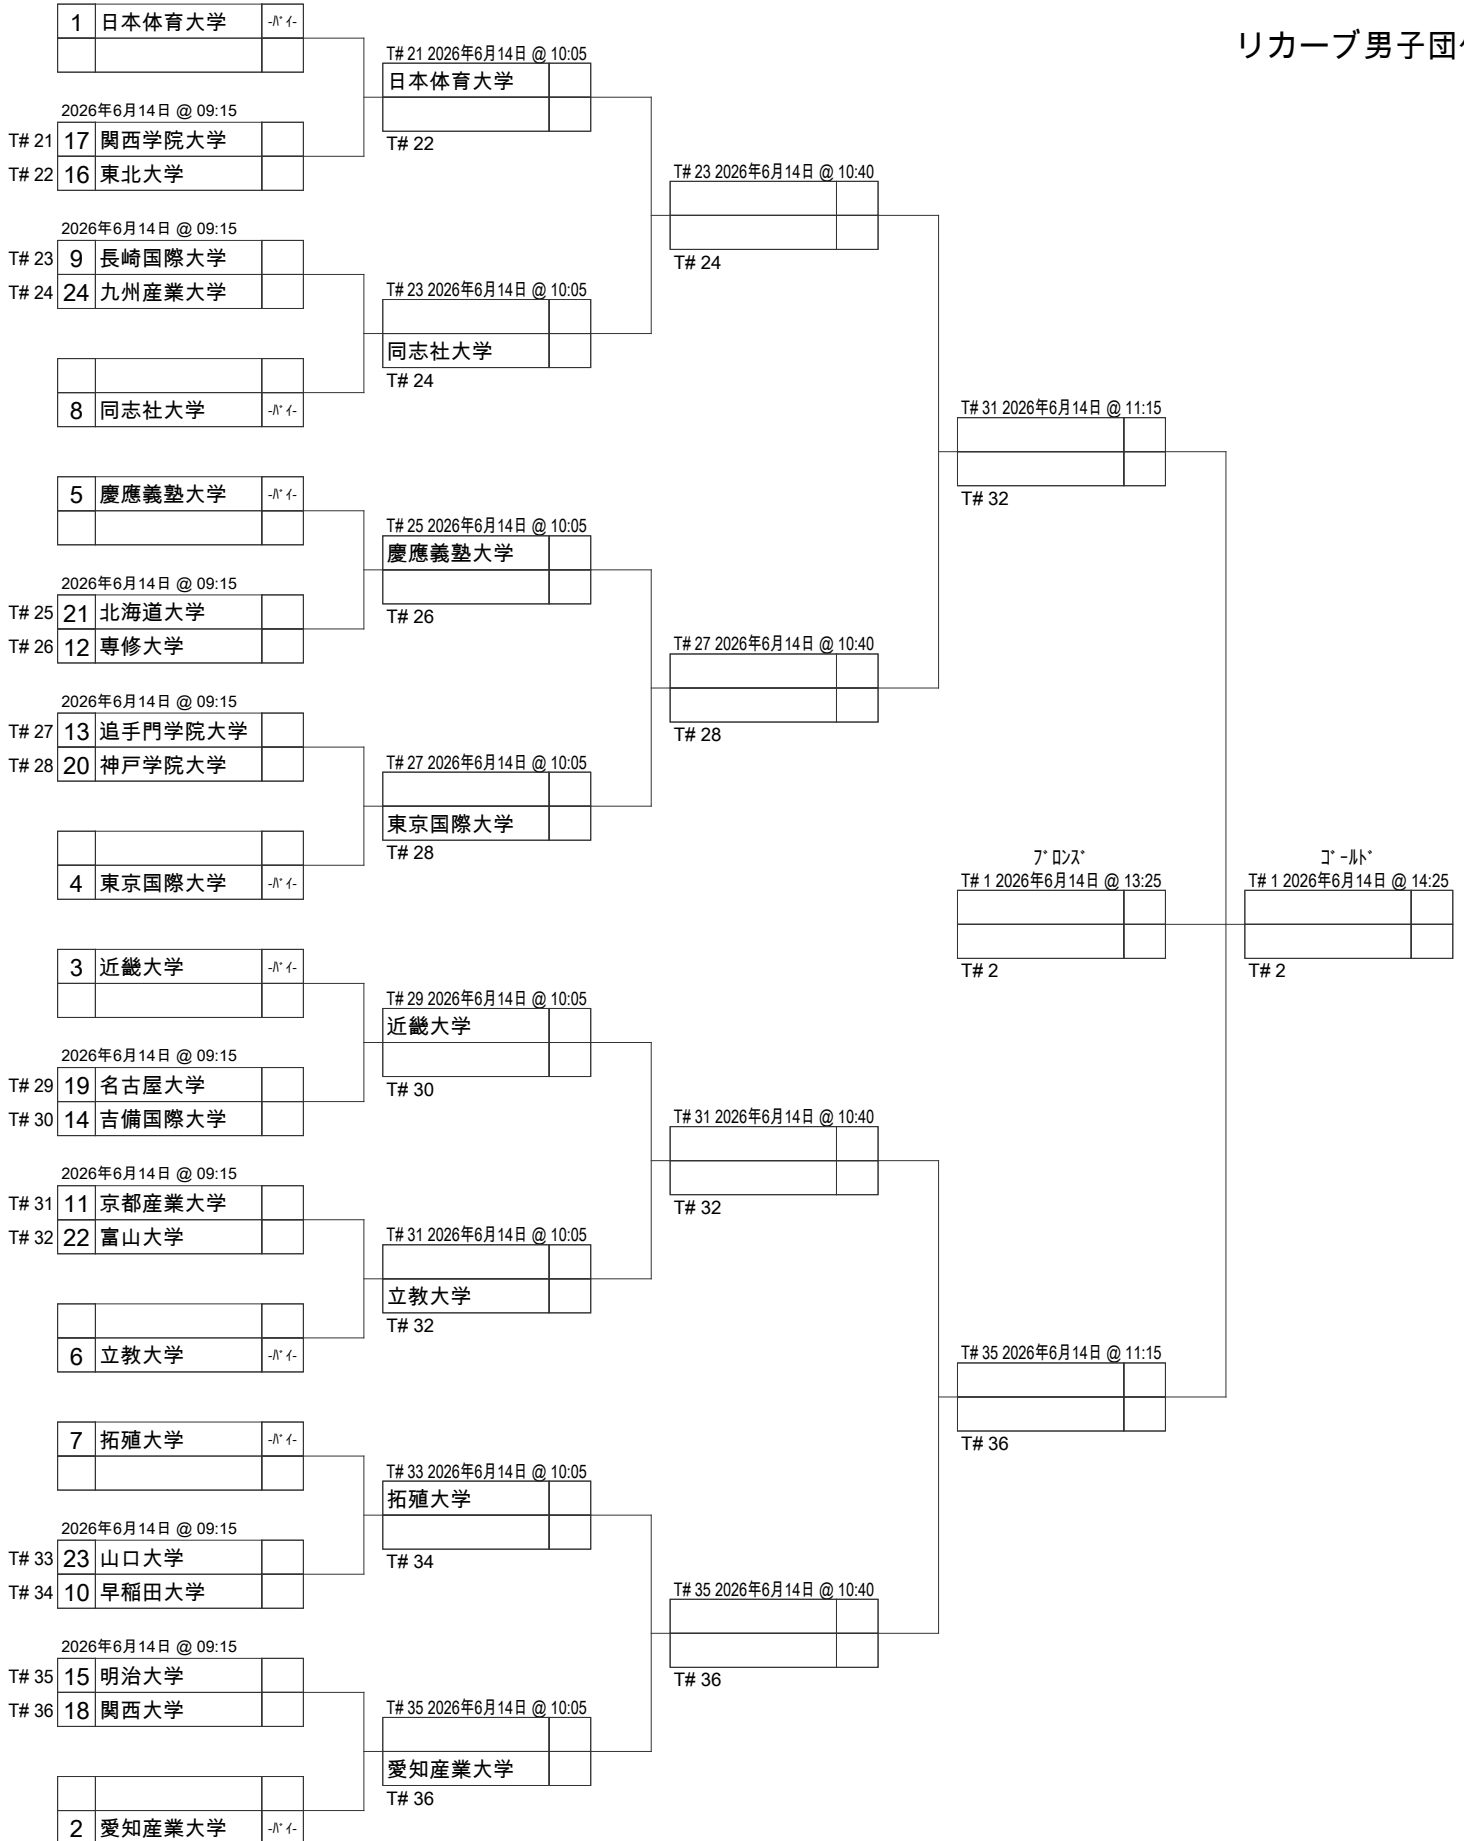 リカーブ男子団
1 日本体育大学 -ﾊﾞｲ-
T# 21 2026年6月14日 @ 10:05
日本体育大学
T# 22
2026年6月14日 @ 09:15
T# 21 17 関西学院大学
T# 22 16 東北大学
T# 23 2026年6月14日 @ 10:40
T# 24
2026年6月14日 @ 09:15
T# 23 9 長崎国際大学
T# 24 24 九州産業大学
T# 23 2026年6月14日 @ 10:05
同志社大学
T# 24
8 同志社大学 -ﾊﾞｲ-
T# 31 2026年6月14日 @ 11:15
T# 32
5 慶應義塾大学 -ﾊﾞｲ-
T# 25 2026年6月14日 @ 10:05
慶應義塾大学
T# 26
2026年6月14日 @ 09:15
T# 25 21 北海道大学
T# 26 12 専修大学
T# 27 2026年6月14日 @ 10:40
T# 28
2026年6月14日 @ 09:15
T# 27 13 追手門学院大学
T# 28 20 神戸学院大学
T# 27 2026年6月14日 @ 10:05
東京国際大学
T# 28
4 東京国際大学 -ﾊﾞｲ-
ﾌﾞﾛﾝｽﾞ
T# 1 2026年6月14日 @ 13:25
T# 2
ｺﾞｰﾙﾄﾞ
T# 1 2026年6月14日 @ 14:25
T# 2
3 近畿大学 -ﾊﾞｲ-
T# 29 2026年6月14日 @ 10:05
近畿大学
T# 30
2026年6月14日 @ 09:15
T# 29 19 名古屋大学
T# 30 14 吉備国際大学
T# 31 2026年6月14日 @ 10:40
T# 32
2026年6月14日 @ 09:15
T# 31 11 京都産業大学
T# 32 22 富山大学
T# 31 2026年6月14日 @ 10:05
立教大学
T# 32
6 立教大学 -ﾊﾞｲ-
T# 35 2026年6月14日 @ 11:15
T# 36
7 拓殖大学 -ﾊﾞｲ-
T# 33 2026年6月14日 @ 10:05
拓殖大学
T# 34
2026年6月14日 @ 09:15
T# 33 23 山口大学
T# 34 10 早稲田大学
T# 35 2026年6月14日 @ 10:40
T# 36
2026年6月14日 @ 09:15
T# 35 15 明治大学
T# 36 18 関西大学
T# 35 2026年6月14日 @ 10:05
愛知産業大学
T# 36
2 愛知産業大学 -ﾊﾞｲ-